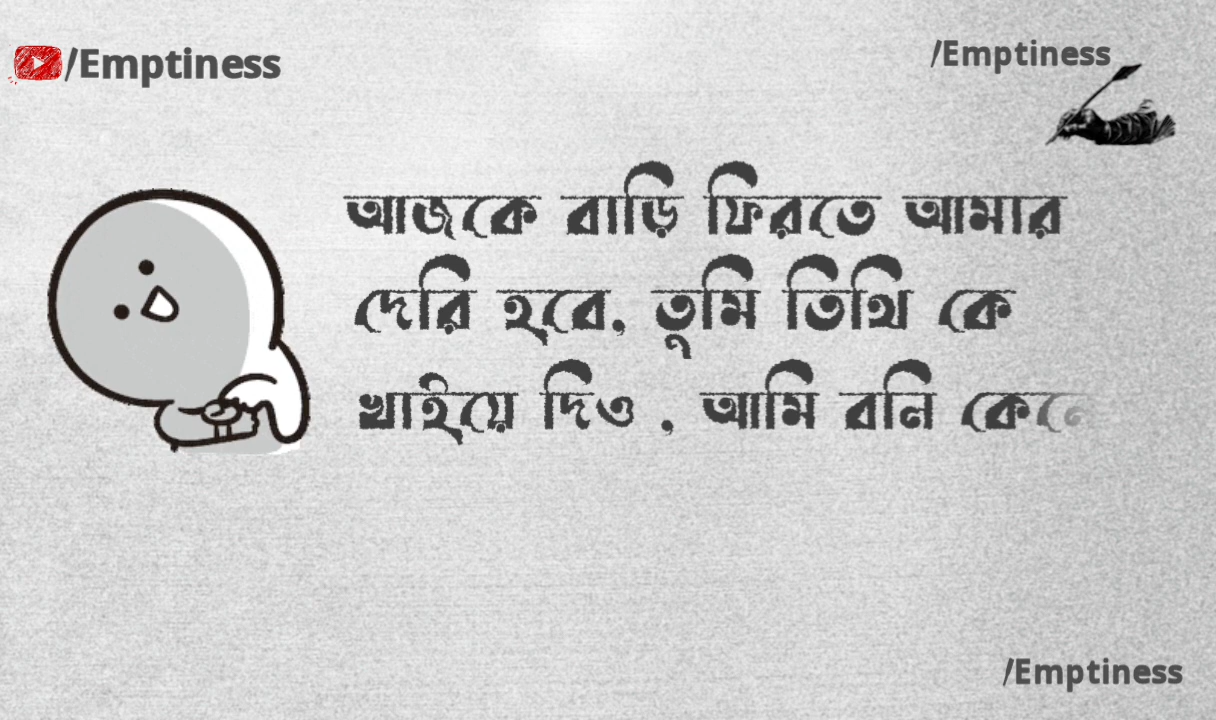 /Emptiness
/Emptiness
আজকে বাড়ি ফিরতে আমার
দেরি হবে, তুমি তিথি কে
খাইয়ে দিও , আমি বলি
/Emptiness